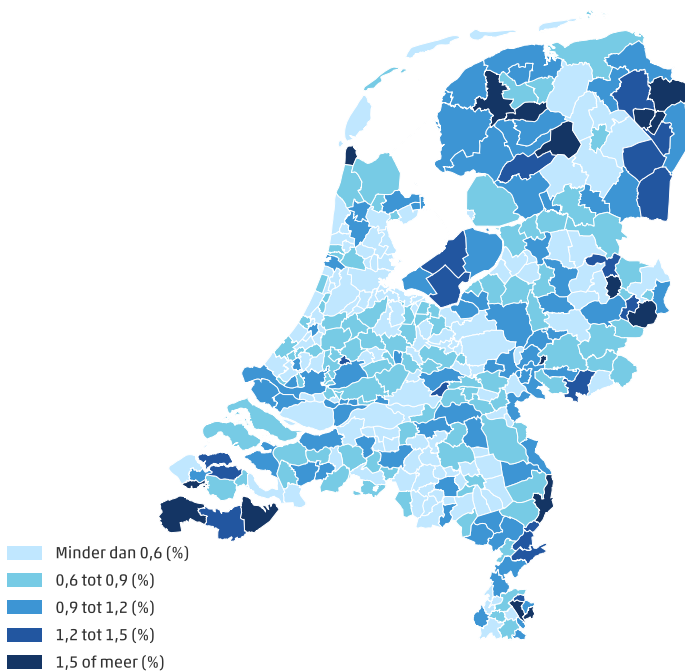 Minder dan 0,6 (%)
0,6 tot 0,9 (%)
0,9 tot 1,2 (%)
1,2 tot 1,5 (%)
1,5 of meer (%)